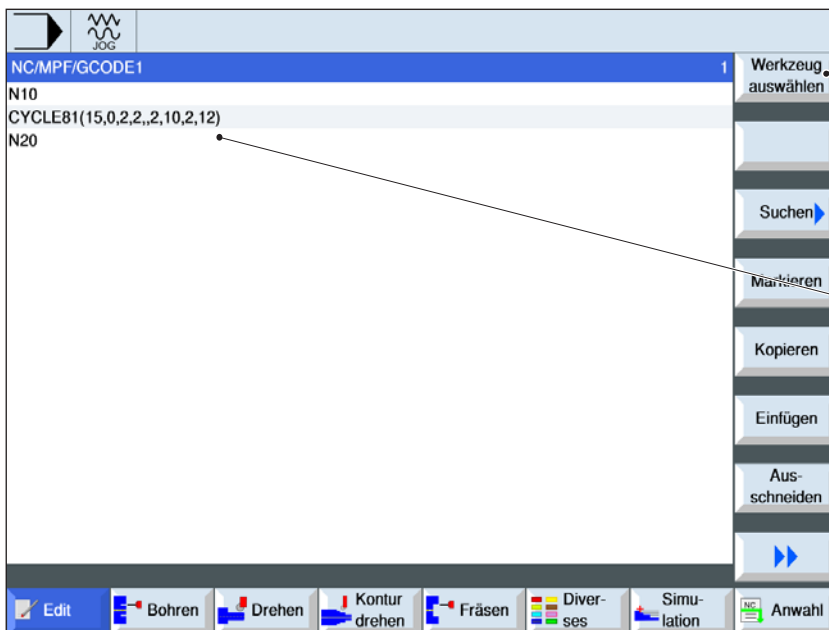 JOG
NC/MPF/GCODE1 1
N10
CYCLE81(15,0,2,2,,2,10,2,12)
N20
Werkzeug
auswählen
Suchen
Markieren
Kopieren
Einfügen
Aus-
schneiden
Edit
Bohren
Drehen
Kontur
drehen
Fräsen
Diver-
ses
Simu-
lation
NC
Anwahl